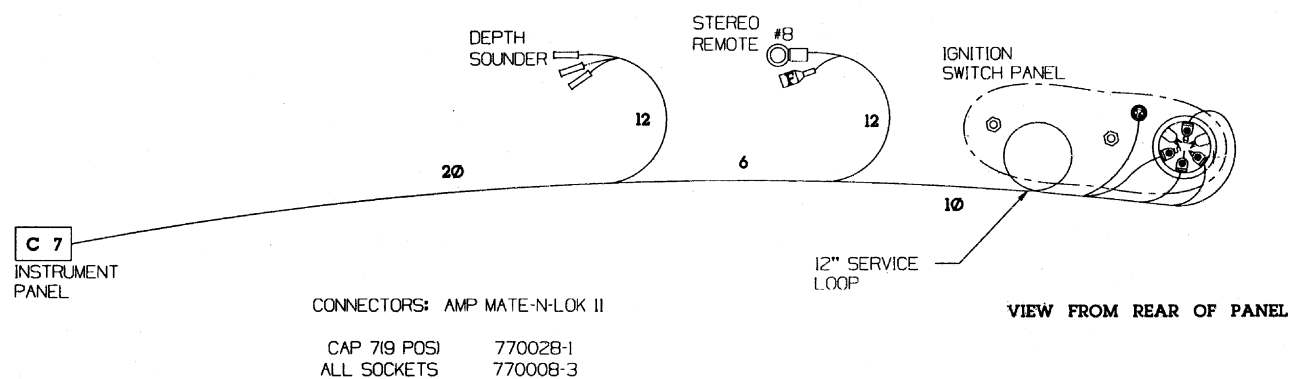 DEPTH
SOUNDER
STEREO
REMOTE
#8
IGNITION
SWITCH PANEL
12
12
20
6
10
C 7
INSTRUMENT
PANEL
12" SERVICE
LOOP
VIEW FROM REAR OF PANEL
CONNECTORS: AMP MATE-N-LOK II
CAP 7(9 POS) 770028-1
ALL SOCKETS 770008-3